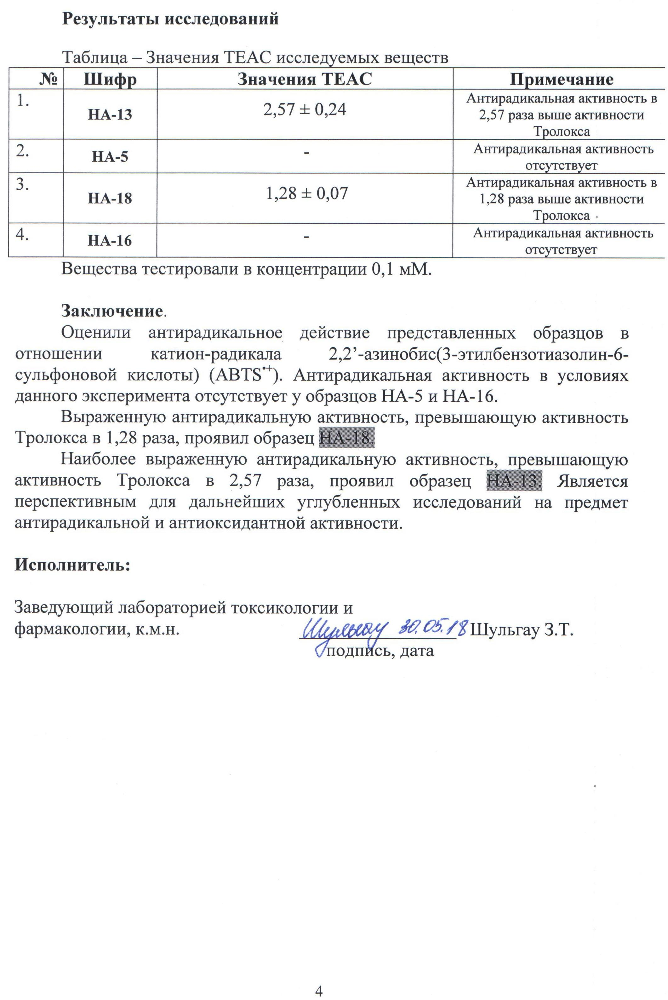 Результаты исследований
Таблица – Значения ТЕАС исследуемых веществ
№ Шифр Значения ТЕАС Примечание
1. НА-13 2,57 ± 0,24 Антирадикальная активность в
2,57 раза выше активности
Тролокса
2. НА-5 - Антирадикальная активность
отсутствует
3. НА-18 1,28 ± 0,07 Антирадикальная активность в
1,28 раза выше активности
Тролокса
4. НА-16 - Антирадикальная активность
отсутствует
Вещества тестировали в концентрации 0,1 мМ.
Заключение.
Оценили антирадикальное действие представленных образцов в
отношении катион-радикала 2,2’-азинобис(3-этилбензотиазолин-6-
сульфоновой кислоты) (ABTS•+). Антирадикальная активность в условиях
данного эксперимента отсутствует у образцов НА-5 и НА-16.
Выраженную антирадикальную активность, превышающую активность
Тролокса в 1,28 раза, проявил образец НА-18.
Наиболее выраженную антирадикальную активность, превышающую
активность Тролокса в 2,57 раза, проявил образец НА-13. Является
перспективным для дальнейших углубленных исследований на предмет
антирадикальной и антиоксидантной активности.
Исполнитель:
Заведующий лабораторией токсикологии и
фармакологии, к.м.н. Шульгау 30.05.18 Шульгау З.Т.
подпись, дата
4